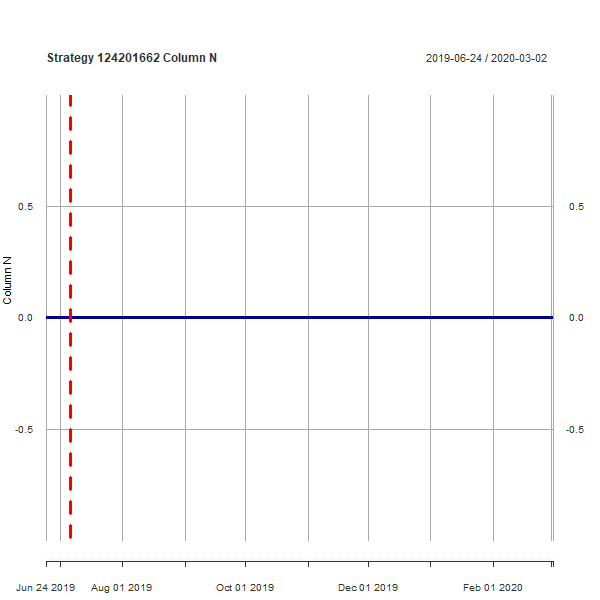 Strategy 124201662 Column N
2019-06-24 / 2020-03-02
0.5
0.5
Column N
0.0
0.0
-0.5
-0.5
Jun 24 2019
Aug 01 2019
Oct 01 2019
Dec 01 2019
Feb 01 2020